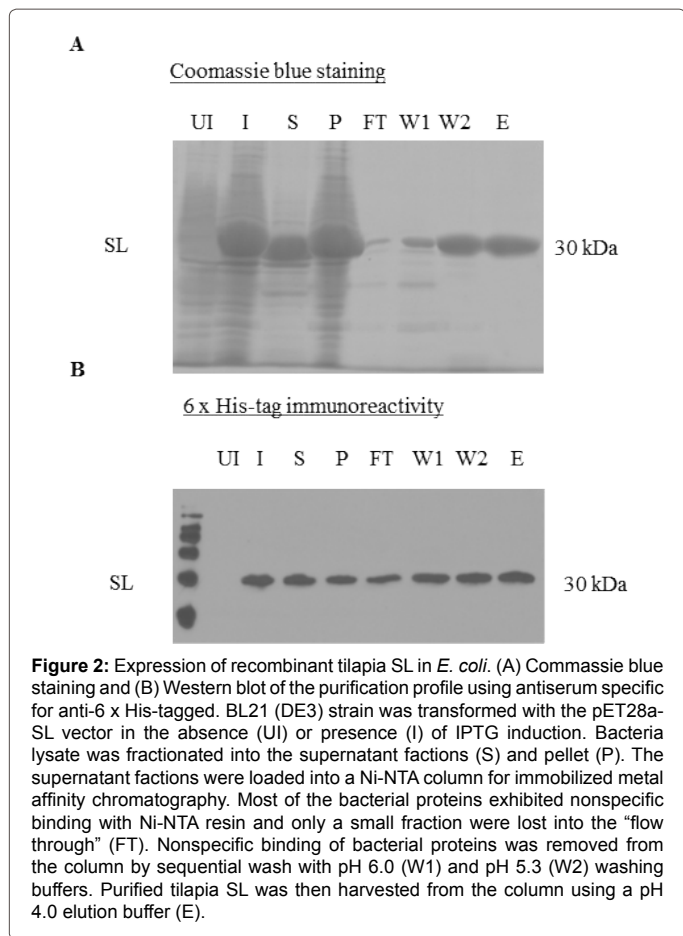 A
Coomassie blue staining
UI I S P FT W1 W2 E
SL 30 kDa
B
6 x His-tag immunoreactivity
UI I S P FT W1 W2 E
SL 30 kDa
Figure 2: Expression of recombinant tilapia SL in E. coli. (A) Commassie blue
staining and (B) Western blot of the purification profile using antiserum specific
for anti-6 x His-tagged. BL21 (DE3) strain was transformed with the pET28a-
SL vector in the absence (UI) or presence (I) of IPTG induction. Bacteria
lysate was fractionated into the supernatant factions (S) and pellet (P). The
supernatant factions were loaded into a Ni-NTA column for immobilized metal
affinity chromatography. Most of the bacterial proteins exhibited nonspecific
binding with Ni-NTA resin and only a small fraction were lost into the “flow
through” (FT). Nonspecific binding of bacterial proteins was removed from
the column by sequential wash with pH 6.0 (W1) and pH 5.3 (W2) washing
buffers. Purified tilapia SL was then harvested from the column using a pH
4.0 elution buffer (E).